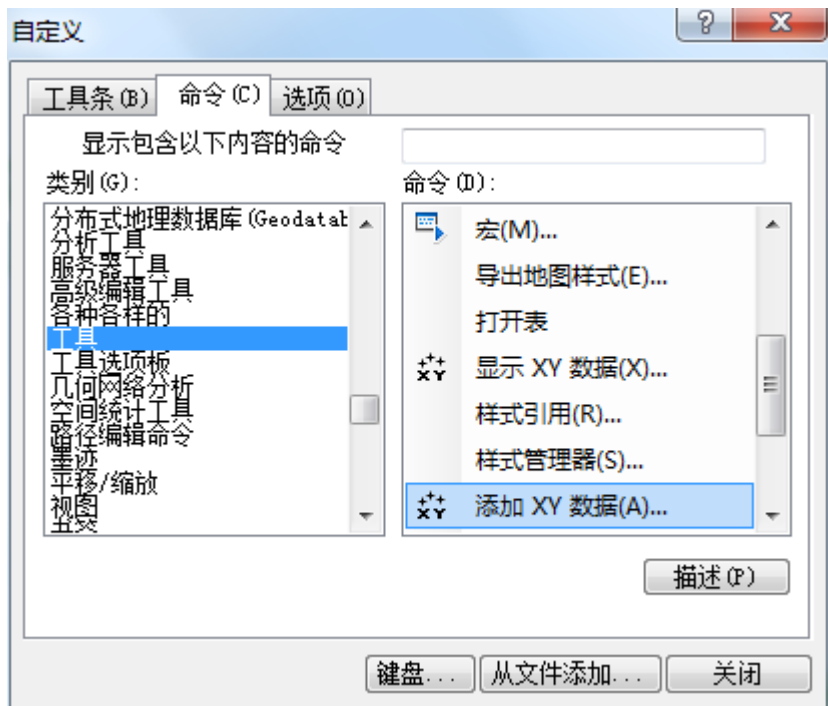 自定义
工具条(B) 命令(C) 选项(O)
显示包含以下内容的命令
类别(G):
分布式地理数据库(Geodatab
分析工具
服务器工具
高级编辑工具
各种各样的
工具
工具选项板
几何网络分析
空间统计工具
路径编辑命令
墨迹
平移/缩放
视图
命令(D):
宏(M)...
导出地图样式(E)...
打开表
显示 XY 数据(X)...
样式引用(R)...
样式管理器(S)...
添加 XY 数据(A)...
描述(P)
键盘... 从文件添加... 关闭